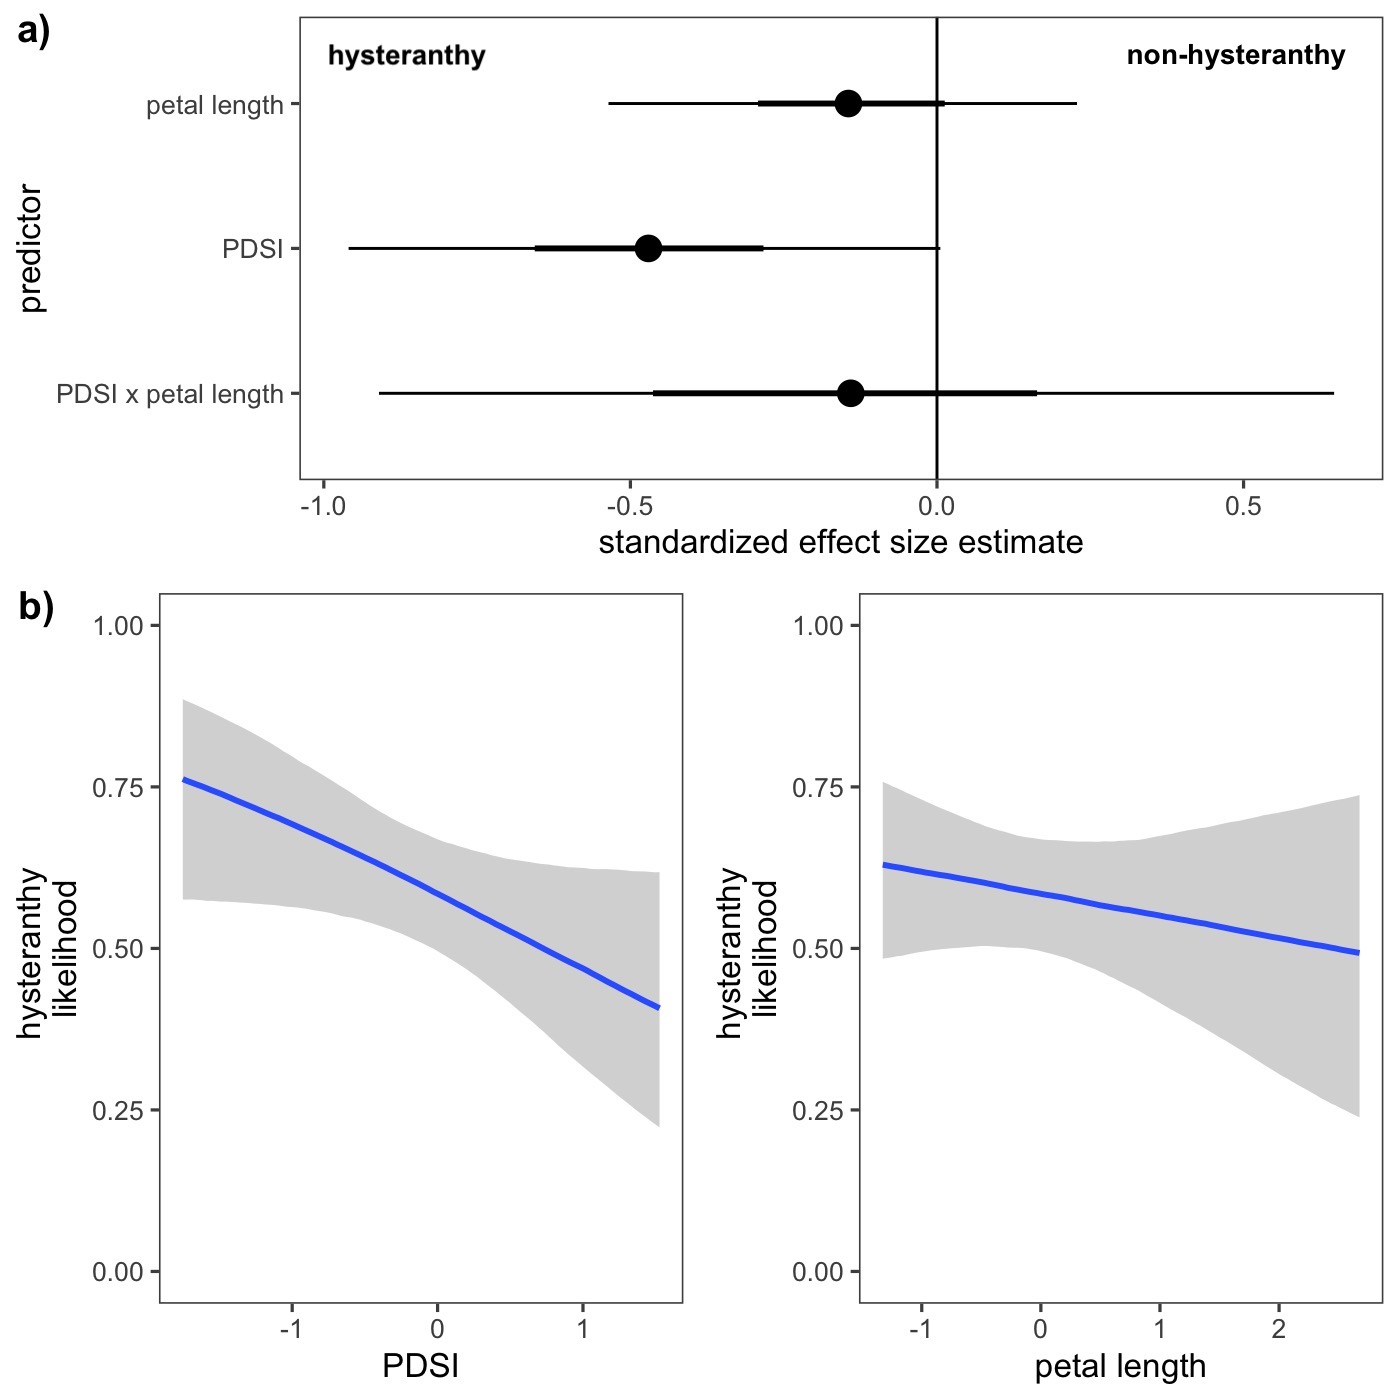 a)
hysteranthy
non-hysteranthy
petal length
PDSI
PDSI x petal length
predictor
-1.0
-0.5
0.0
0.5
standardized effect size estimate
b)
1.00
0.75
0.50
0.25
0.00
hysteranthy
likelihood
-1
0
1
PDSI
1.00
0.75
0.50
0.25
0.00
hysteranthy
likelihood
-1
0
1
2
petal length